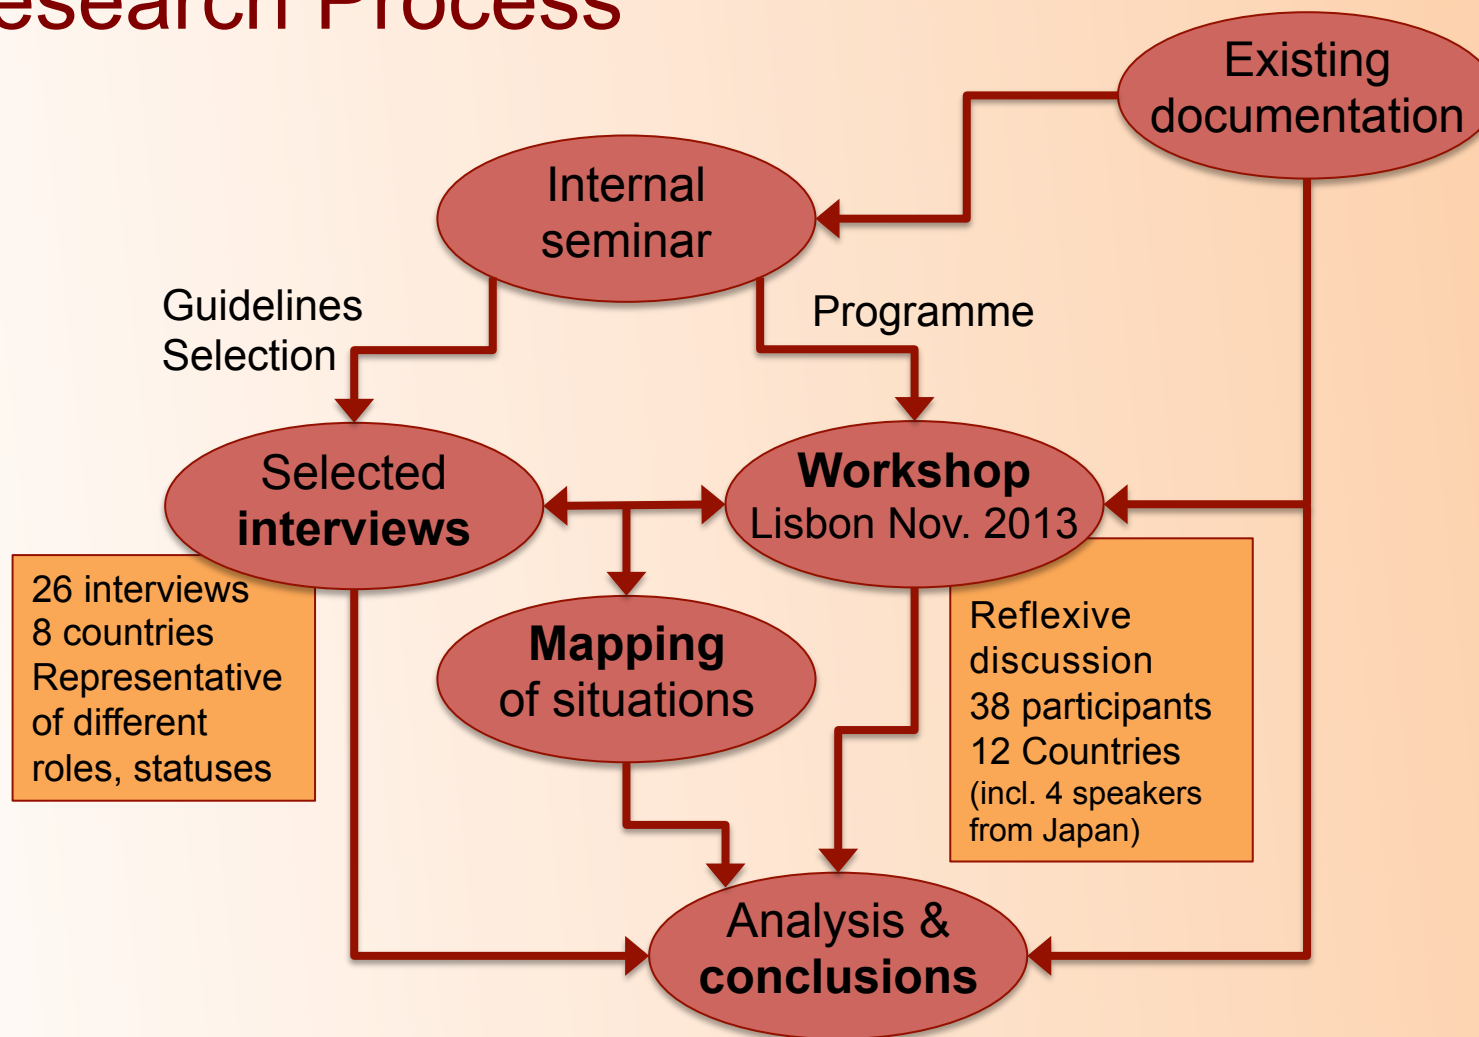 esearch Process
Existing
documentation
Internal
seminar
Guidelines
Selection
Programme
Selected
interviews
Workshop
Lisbon Nov. 2013
26 interviews
8 countries
Representative
of different
roles, statuses
Mapping
of situations
Reflexive
discussion
38 participants
12 Countries
(incl. 4 speakers
from Japan)
Analysis &
conclusions